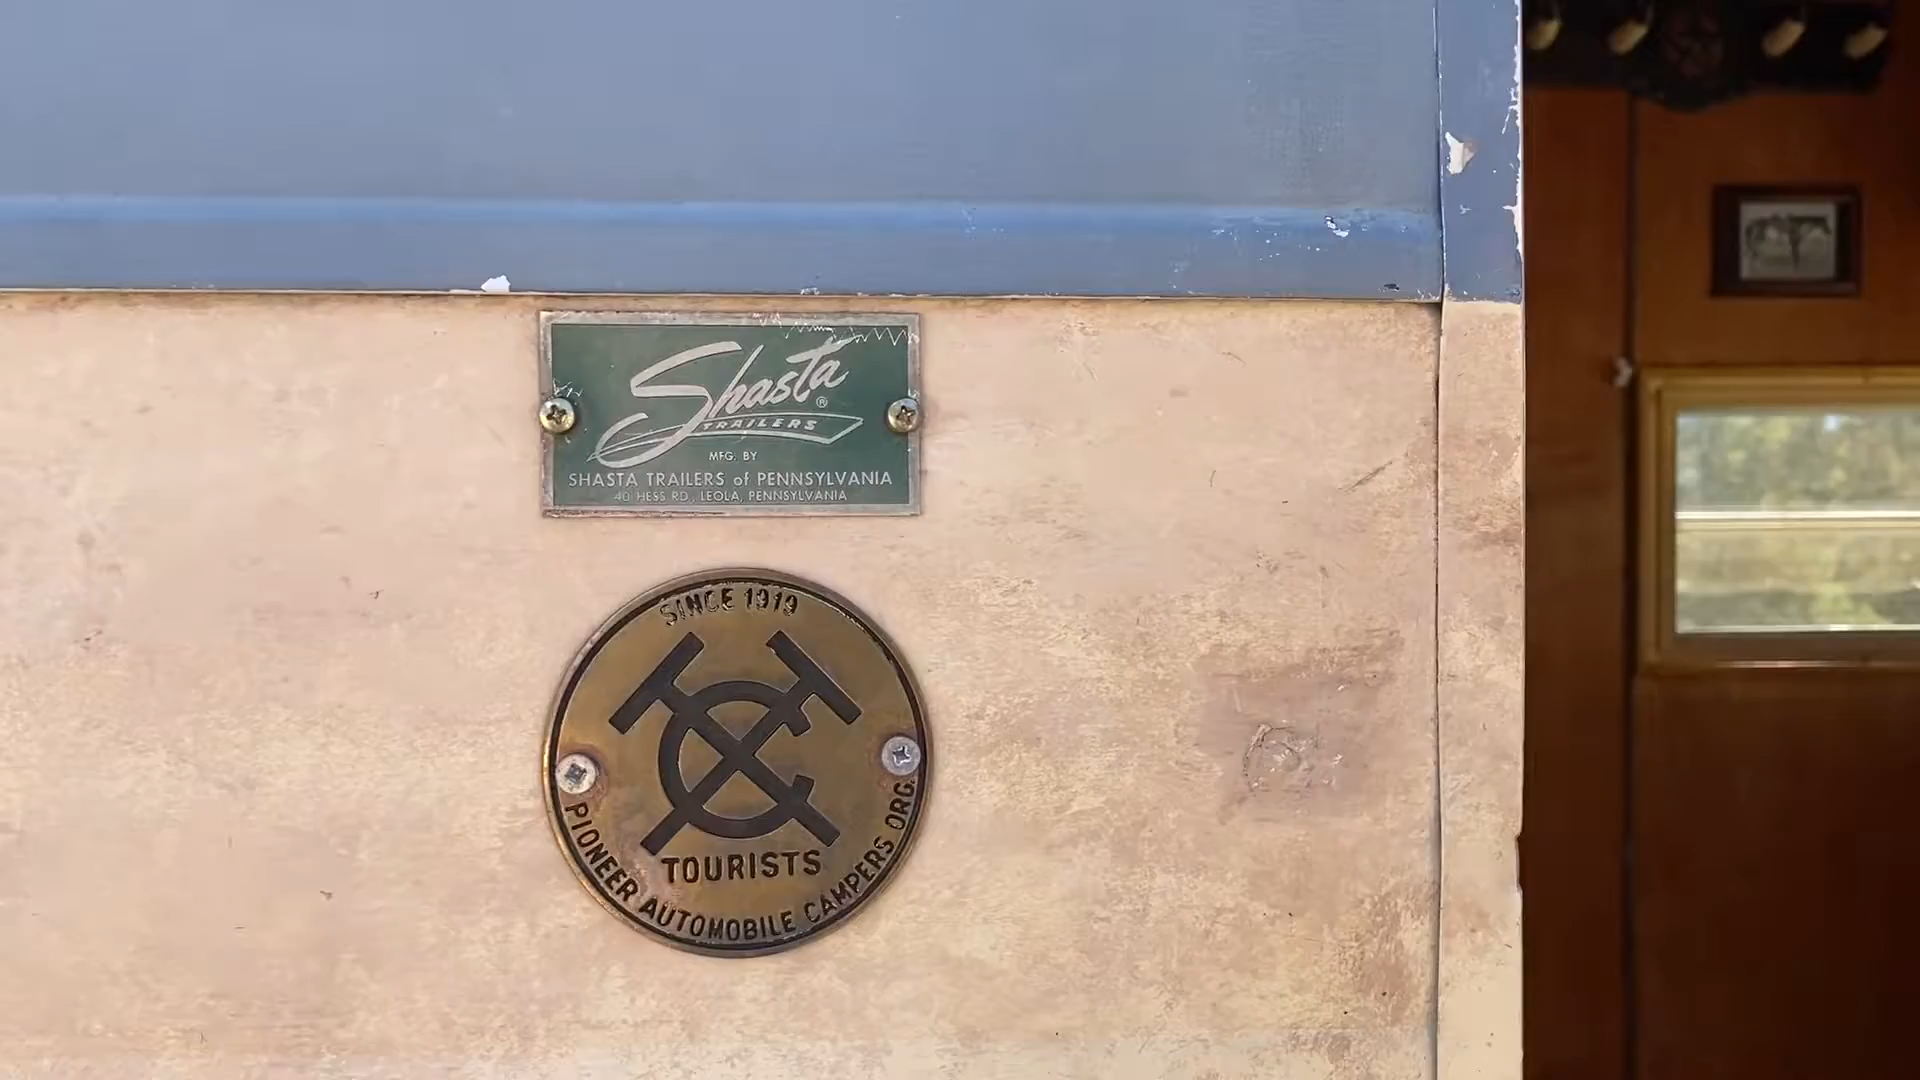 Shasta®
TRAILERS
MFG. BY
SHASTA TRAILERS of PENNSYLVANIA
40 HESS RD., LEOLA, PENNSYLVANIA
SINCE 1919
TCT
TOURISTS
PIONEER AUTOMOBILE CAMPERS ORG.